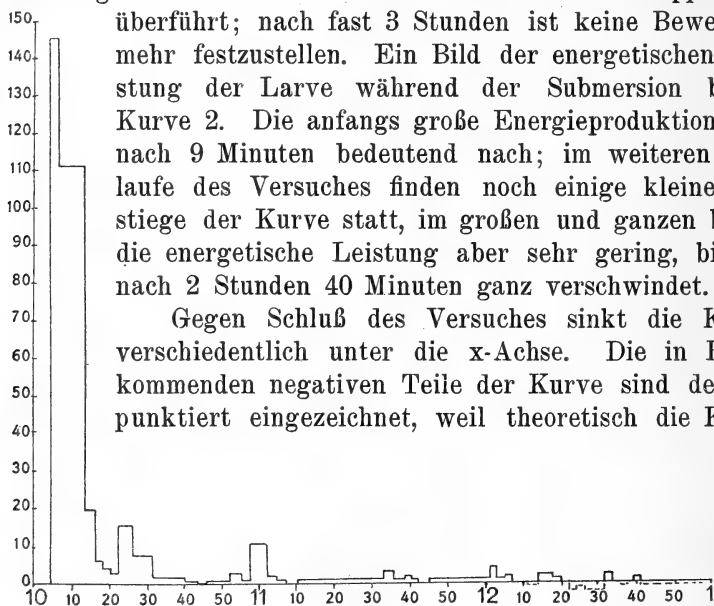 überführt; nach fast 3 Stunden ist keine Bewe
mehr festzustellen. Ein Bild der energetischen
stung der Larve während der Submersion b
Kurve 2. Die anfangs große Energieproduktion
nach 9 Minuten bedeutend nach; im weiteren
laufe des Versuches finden noch einige kleine
stiege der Kurve statt, im großen und ganzen b
die energetische Leistung aber sehr gering, bi
nach 2 Stunden 40 Minuten ganz verschwindet.
Gegen Schluß des Versuches sinkt die K
verschiedentlich unter die x-Achse. Die in F
kommenden negativen Teile der Kurve sind de
punktiert eingezeichnet, weil theoretisch die K
150
140
130
120
110
100
90
80
70
60
50
40
30
20
10
0
10 10 20 30 40 50 11 10 20 30 40 50 12 10 20 30 40 50 1